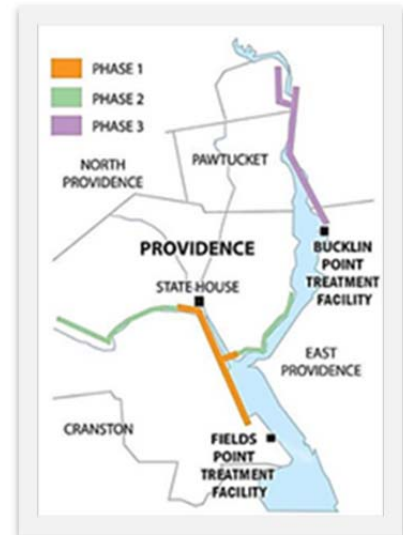 PHASE 1
PHASE 2
PHASE 3
NORTH
PROVIDENCE
PAWTUCKET
PROVIDENCE
STATE HOUSE
BUCKLIN
POINT
TREATMENT
FACILITY
EAST
PROVIDENCE
CRANSTON
FIELDS
POINT
TREATMENT
FACILITY